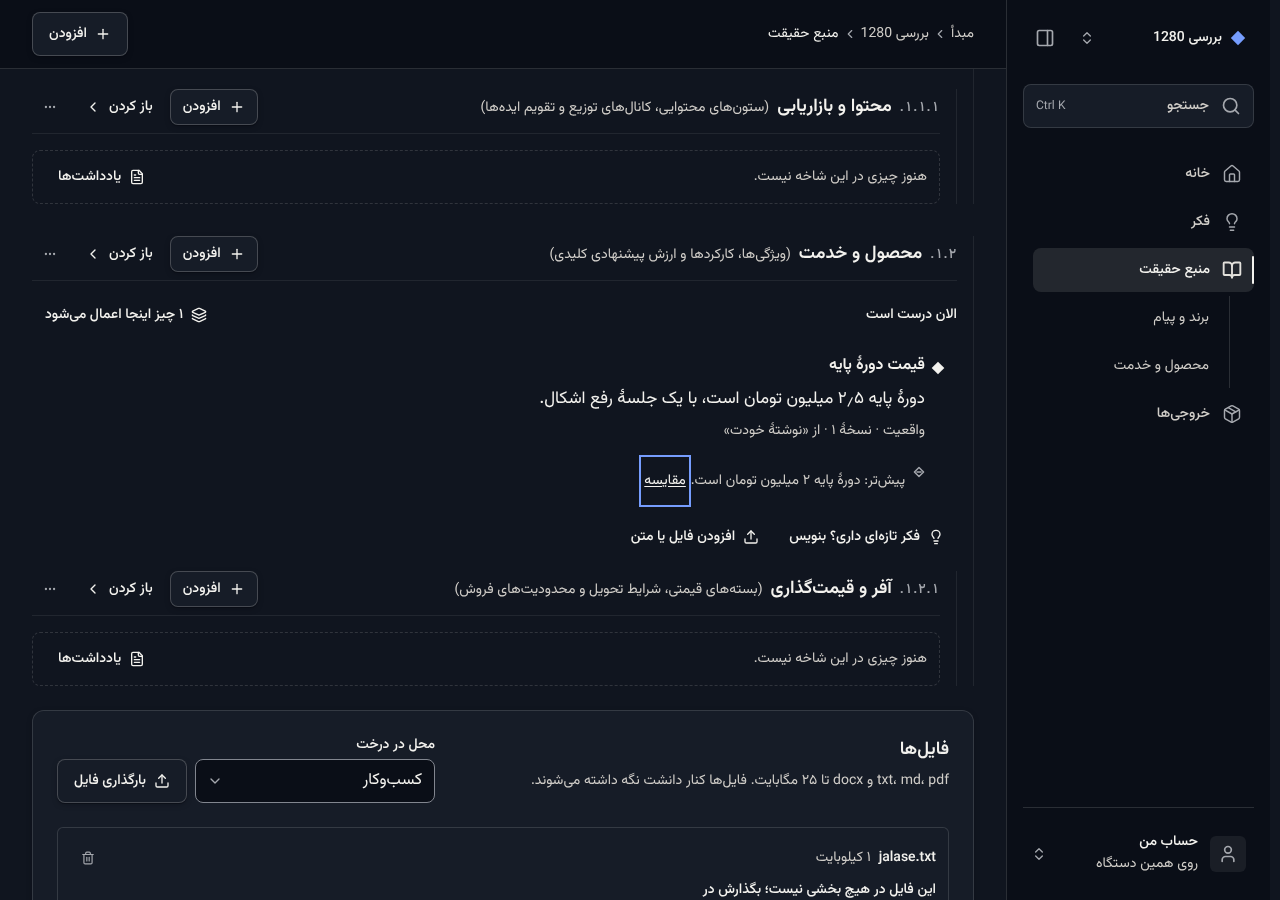 بررسی 1280
جستجو
Ctrl K
خانه
فکر
منبع حقیقت
برند و پیام
محصول و خدمت
خروجی‌ها
حساب من
روی همین دستگاه
مبدأ › بررسی 1280 › منبع حقیقت
+ افزودن
۱.۱.۱. محتوا و بازاریابی (ستون‌های محتوایی، کانال‌های توزیع و تقویم ایده‌ها)
+ افزودن
باز کردن
...
هنوز چیزی در این شاخه نیست.
یادداشت‌ها
۱.۲. محصول و خدمت (ویژگی‌ها، کارکردها و ارزش پیشنهادی کلیدی)
+ افزودن
باز کردن
...
الان درست است
۱ چیز اینجا اعمال می‌شود
قیمت دورهٔ پایه
دورهٔ پایه ۲٫۵ میلیون تومان است، با یک جلسهٔ رفع اشکال.
واقعیت · نسخهٔ ۱ · از «نوشتهٔ خودت»
پیش‌تر: دورهٔ پایه ۲ میلیون تومان است. مقایسه
فکر تازه‌ای داری؟ بنویس
افزودن فایل یا متن
۱.۲.۱. آفر و قیمت‌گذاری (بسته‌های قیمتی، شرایط تحویل و محدودیت‌های فروش)
+ افزودن
باز کردن
...
هنوز چیزی در این شاخه نیست.
یادداشت‌ها
فایل‌ها
txt، md، pdf و docx تا ۲۵ مگابایت. فایل‌ها کنار دانشت نگه داشته می‌شوند.
محل در درخت
کسب‌وکار
بارگذاری فایل
jalase.txt ۱ کیلوبایت
این فایل در هیچ بخشی نیست؛ بگذارش در